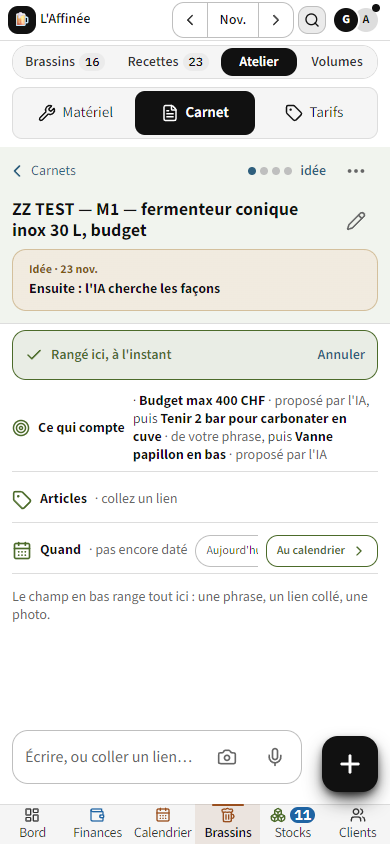 L'Affinée
Nov.
G A
Brassins 16 Recettes 23 Atelier Volumes
Matériel Carnet Tarifs
Carnets
idée
ZZ TEST — M1 — fermenteur conique
inox 30 L, budget
Idée · 23 nov.
Ensuite : l'IA cherche les façons
Rangé ici, à l'instant Annuler
Ce qui compte
· Budget max 400 CHF · proposé par l'IA,
puis Tenir 2 bar pour carbonater en
cuve · de votre phrase, puis Vanne
papillon en bas · proposé par l'IA
Articles · collez un lien
Quand · pas encore daté Aujourd'hu Au calendrier
Le champ en bas range tout ici : une phrase, un lien collé, une
photo.
Écrire, ou coller un lien…
Bord Finances Calendrier Brassins Stocks 11 Clients